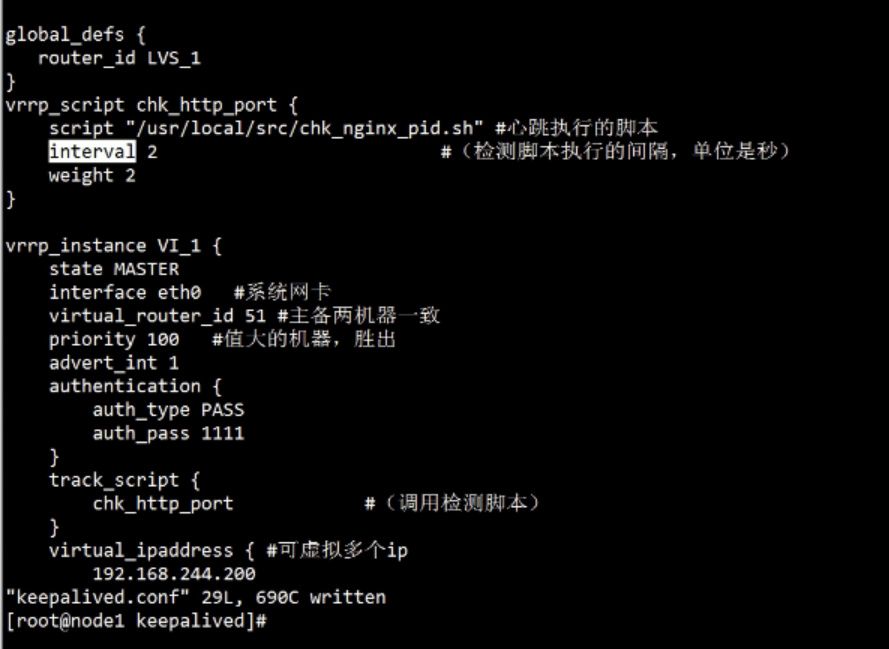 global_defs {
   router_id LVS_1
}
vrrp_script chk_http_port {
    script "/usr/local/src/chk_nginx_pid.sh" #心跳执行的脚本
    interval 2                          #（检测脚本执行的间隔，单位是秒）
    weight 2
}

vrrp_instance VI_1 {
    state MASTER
    interface eth0   #系统网卡
    virtual_router_id 51 #主备两机器一致
    priority 100   #值大的机器，胜出
    advert_int 1
    authentication {
        auth_type PASS
        auth_pass 1111
    }
    track_script {
        chk_http_port            #（调用检测脚本）
    }
    virtual_ipaddress { #可虚拟多个ip
        192.168.244.200
"keepalived.conf" 29L, 690C written
[root@node1 keepalived]#